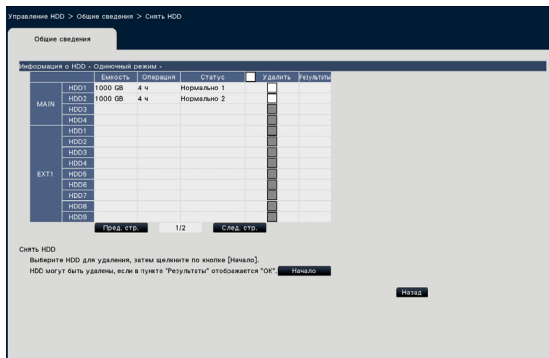 Управление HDD > Общие сведения > Снять HDD
Общие сведения
Информация о HDD - Одиночный режим -
Емкость Операция Статус Удалить Результаты
MAIN
HDD1 1000 GB 4 ч Нормально 1
HDD2 1000 GB 4 ч Нормально 2
HDD3
HDD4
EXT1
HDD1
HDD2
HDD3
HDD4
HDD5
HDD6
HDD7
HDD8
HDD9
Пред. стр. 1/2 След. стр.
Снять HDD
Выберите HDD для удаления, затем щелкните по кнопке [Начало].
HDD могут быть удалены, если в пункте "Результаты" отображается "OK". Начало
Назад